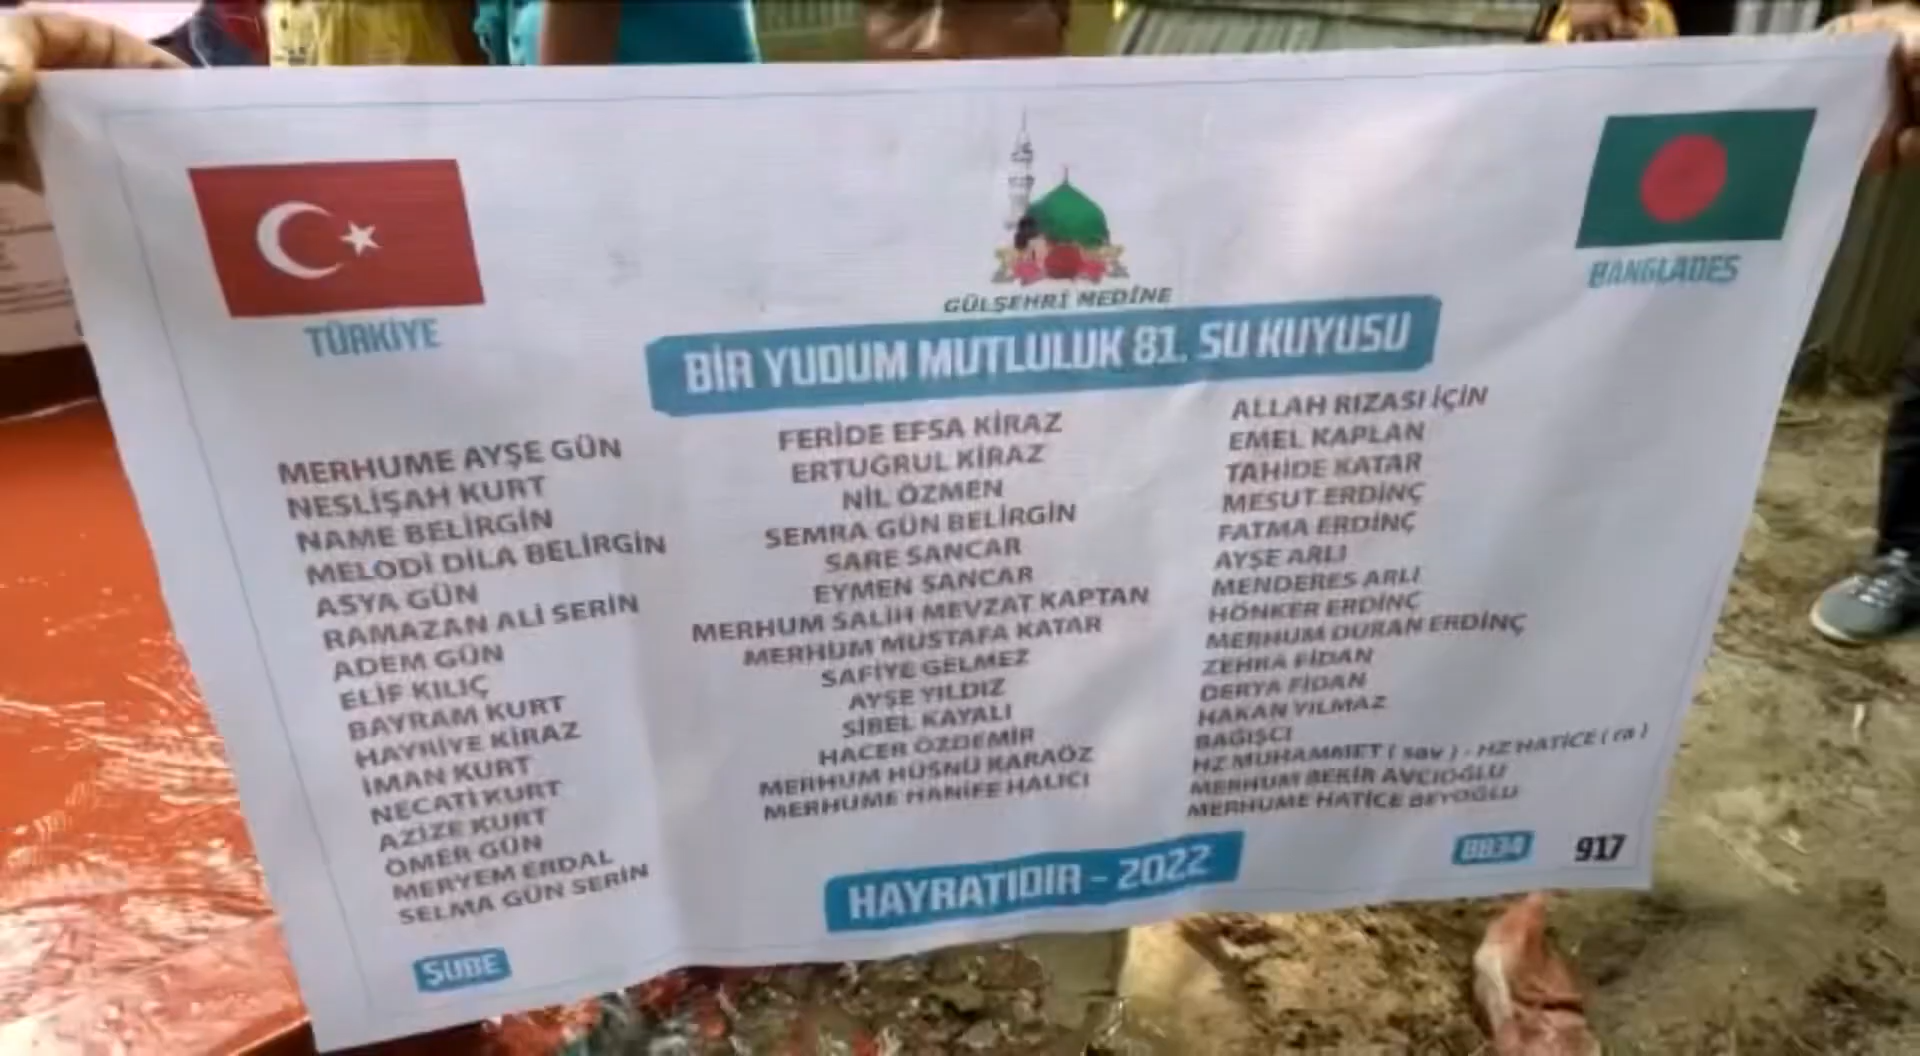 TÜRKİYE
GÜLŞEHRİ MEDİNE
BANGLADES
BİR YUDUM MUTLULUK 81. SU KUYUSU
MERHUME AYŞE GÜN
NESLİŞAH KURT
NAME BELİRGİN
MELODİ DİLA BELİRGİN
ASYA GÜN
RAMAZAN ALİ SERİN
ADEM GÜN
ELİF KILIÇ
BAYRAM KURT
HAYRİYE KİRAZ
İMAN KURT
NECATİ KURT
AZİZE KURT
ÖMER GÜN
MERYEM ERDAL
SELMA GÜN SERİN
FERİDE EFSA KİRAZ
ERTUĞRUL KİRAZ
NİL ÖZMEN
SEMRA GÜN BELİRGİN
SARE SANCAR
EYMEN SANCAR
MERHUM SALİH MEVZAT KAPTAN
MERHUM MUSTAFA KATAR
SAFİYE GELMEZ
AYŞE YILDIZ
SİBEL KAYALI
HACER ÖZDEMİR
MERHUM HÜSNÜ KARAÖZ
MERHUME HANİFE HALICI
ALLAH RIZASI İÇİN
EMEL KAPLAN
TAHİDE KATAR
MESUT ERDİNÇ
FATMA ERDİNÇ
AYŞE ARLI
MENDERES ARLI
HÖNKER ERDİNÇ
MERHUM DURAN ERDİNÇ
ZEHRA FİDAN
DERYA FİDAN
HAKAN YILMAZ
BAĞIŞCI
HZ MUHAMMET ( sav ) - HZ HATİCE ( ra )
MERHUM BEKİR AVCIOĞLU
MERHUME HATİCE BEYOĞLU
HAYRATIDIR - 2022
BB34
917
ŞUBE